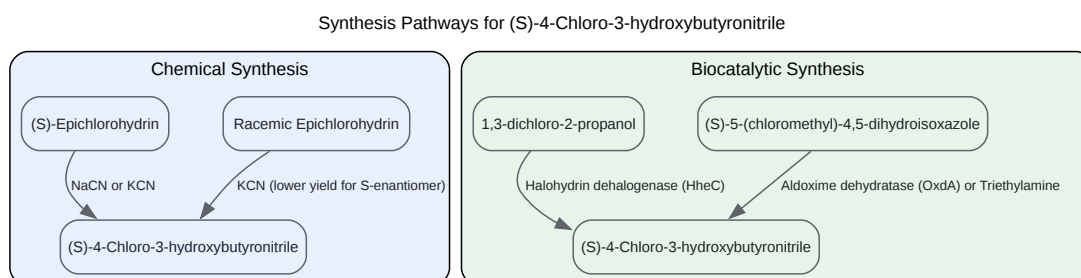 Synthesis Pathways for (S)-4-Chloro-3-hydroxybutyronitrile
Chemical Synthesis
(S)-Epichlorohydrin
Racemic Epichlorohydrin
NaCN or KCN
KCN (lower yield for S-enantiomer)
(S)-4-Chloro-3-hydroxybutyronitrile
Biocatalytic Synthesis
1,3-dichloro-2-propanol
(S)-5-(chloromethyl)-4,5-dihydroisoxazole
Halohydrin dehalogenase (HheC)
Aldoxime dehydratase (OxdA) or Triethylamine
(S)-4-Chloro-3-hydroxybutyronitrile